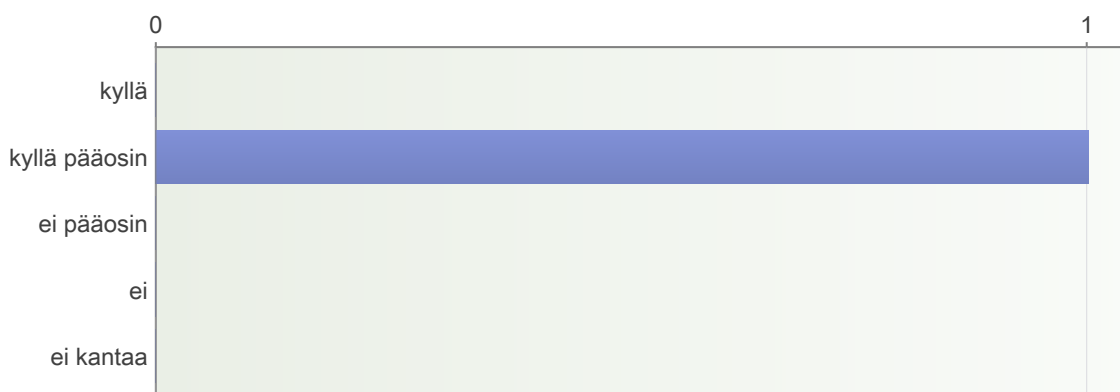 0 1
kyllä
kyllä pääosin
ei pääosin
ei
ei kantaa